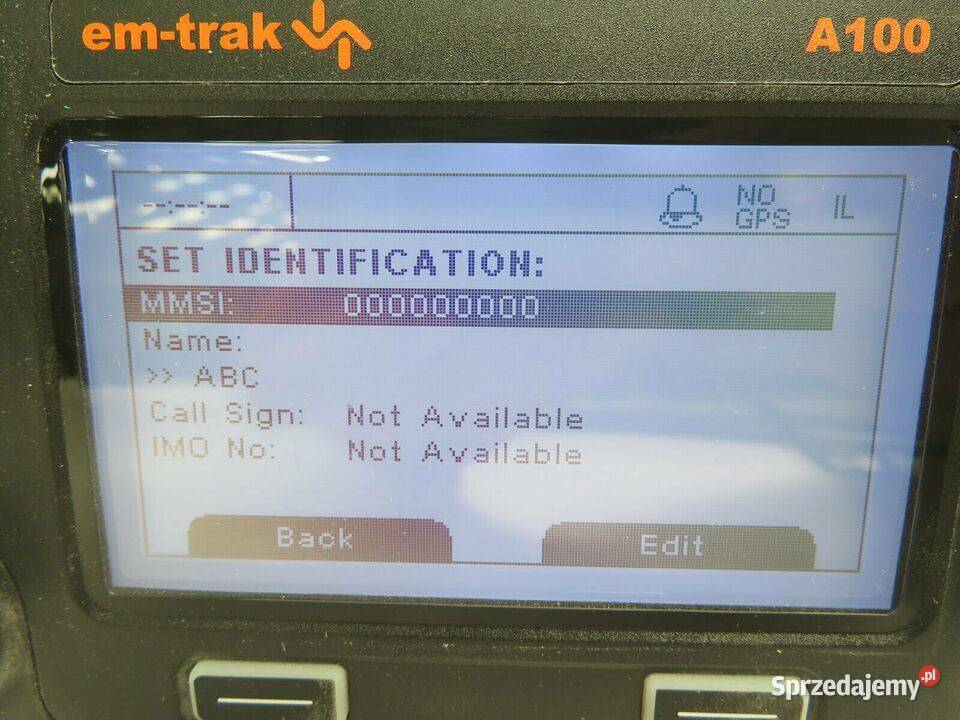 em-trak A100
--:--:-- NO GPS IL
SET IDENTIFICATION:
MMSI: 000000000
Name:
>> ABC
Call Sign: Not Available
IMO No: Not Available
Back Edit
Sprzedajemy.pl